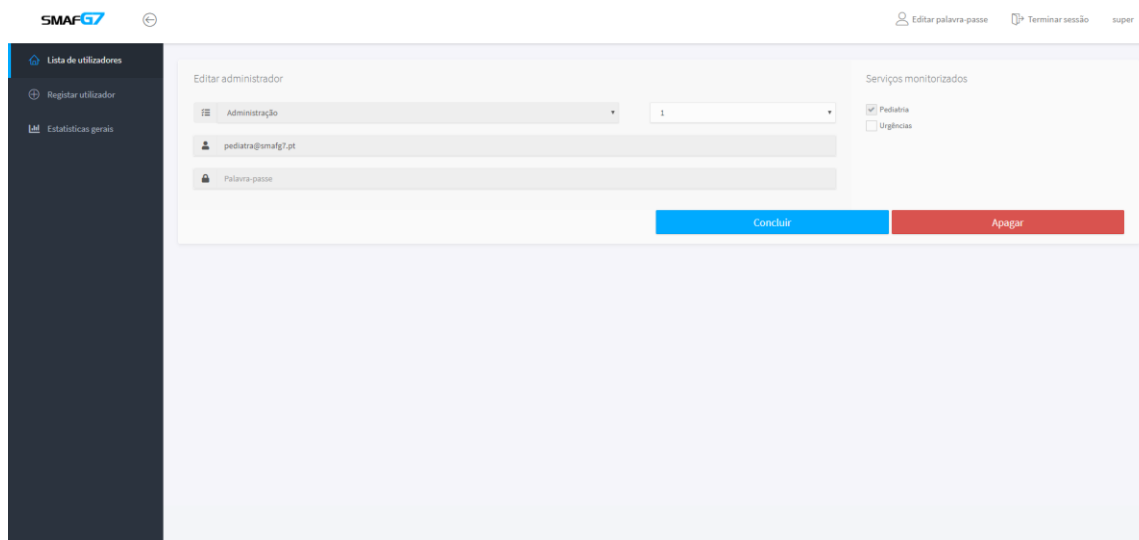 SMAFG7
Editar palavra-passe
Terminar sessão
super
Lista de utilizadores
Registar utilizador
Estatísticas gerais
Editar administrador
Administração
1
pediatra@smafg7.pt
Palavra-passe
Serviços monitorizados
Pediatria
Urgências
Concluir
Apagar